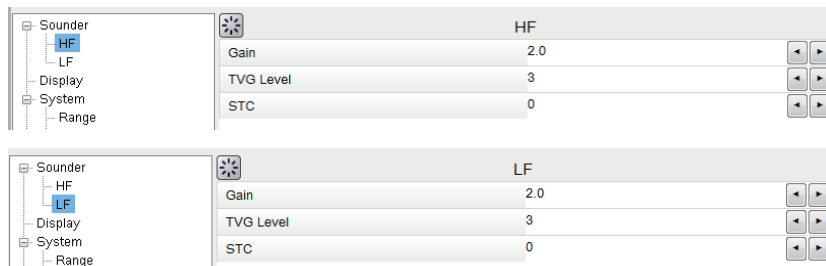 Sounder
HF
HF
Gain 2.0
LF
TVG Level 3
Display
System
STC 0
Range
Sounder
LF
HF
Gain 2.0
LF
TVG Level 3
Display
System
STC 0
Range